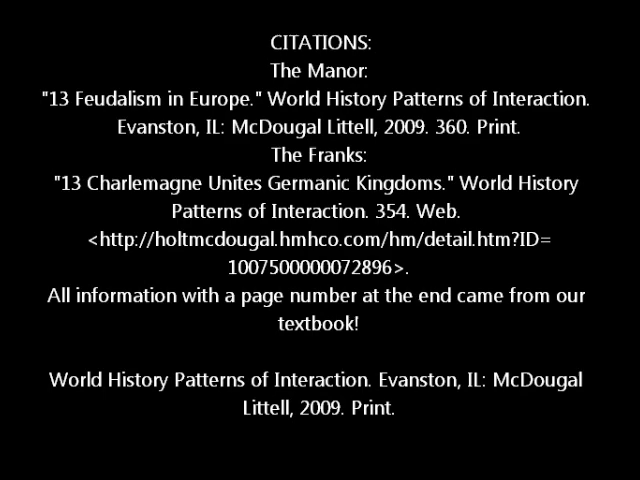 CITATIONS:
The Manor:
"13 Feudalism in Europe." World History Patterns of Interaction.
Evanston, IL: McDougal Littell, 2009. 360. Print.
The Franks:
"13 Charlemagne Unites Germanic Kingdoms." World History
Patterns of Interaction. 354. Web.
<http://holtmcdougal.hmhco.com/hm/detail.htm?ID=
1007500000072896>.
All information with a page number at the end came from our
textbook!
World History Patterns of Interaction. Evanston, IL: McDougal
Littell, 2009. Print.